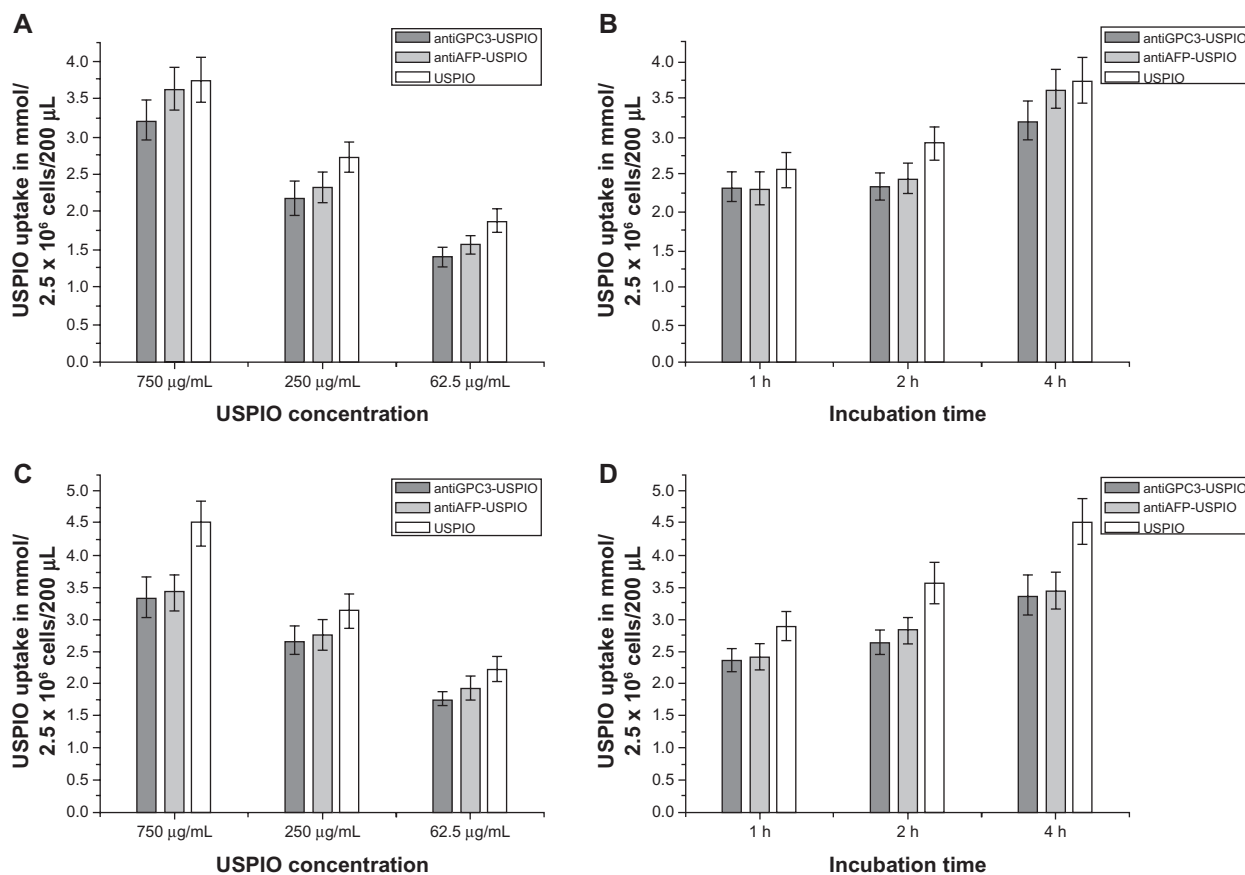 A
antiGPC3-USPIO
antiAFP-USPIO
USPIO
USPIO uptake in mmol/
2.5 x 10⁶ cells/200 µL
4.0
3.5
3.0
2.5
2.0
1.5
1.0
0.5
0.0
750 µg/mL
250 µg/mL
62.5 µg/mL
USPIO concentration
B
antiGPC3-USPIO
antiAFP-USPIO
USPIO
USPIO uptake in mmol/
2.5 x 10⁶ cells/200 µL
4.0
3.5
3.0
2.5
2.0
1.5
1.0
0.5
0.0
1 h
2 h
4 h
Incubation time
C
antiGPC3-USPIO
antiAFP-USPIO
USPIO
USPIO uptake in mmol/
2.5 x 10⁶ cells/200 µL
5.0
4.5
4.0
3.5
3.0
2.5
2.0
1.5
1.0
0.5
0.0
750 µg/mL
250 µg/mL
62.5 µg/mL
USPIO concentration
D
antiGPC3-USPIO
antiAFP-USPIO
USPIO
USPIO uptake in mmol/
2.5 x 10⁶ cells/200 µL
5.0
4.5
4.0
3.5
3.0
2.5
2.0
1.5
1.0
0.5
0.0
1 h
2 h
4 h
Incubation time